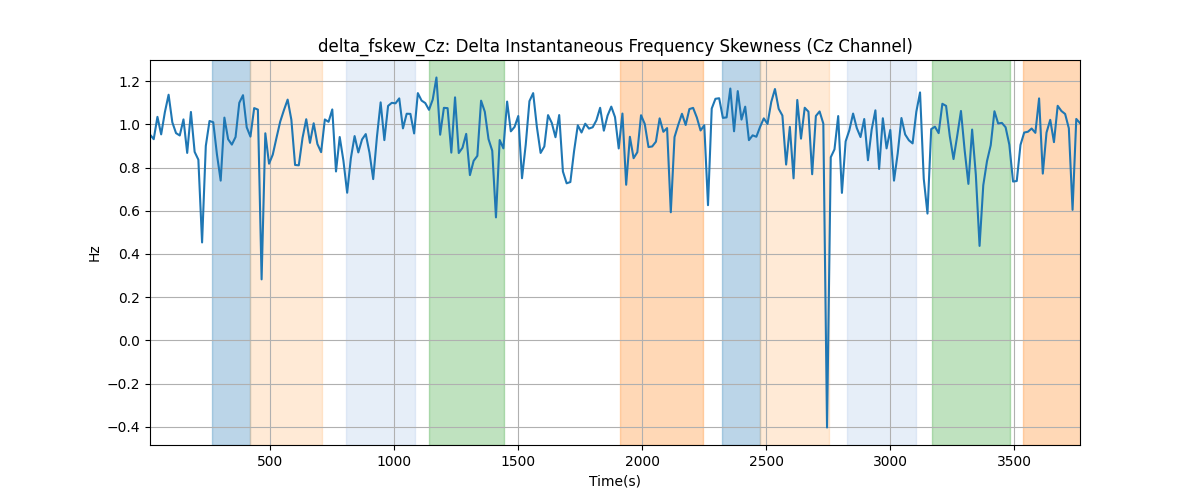 delta_fskew_Cz: Delta Instantaneous Frequency Skewness (Cz Channel)
1.2
1.0
0.8
0.6
0.4
0.2
0.0
−0.2
−0.4
Hz
500 1000 1500 2000 2500 3000 3500
Time(s)